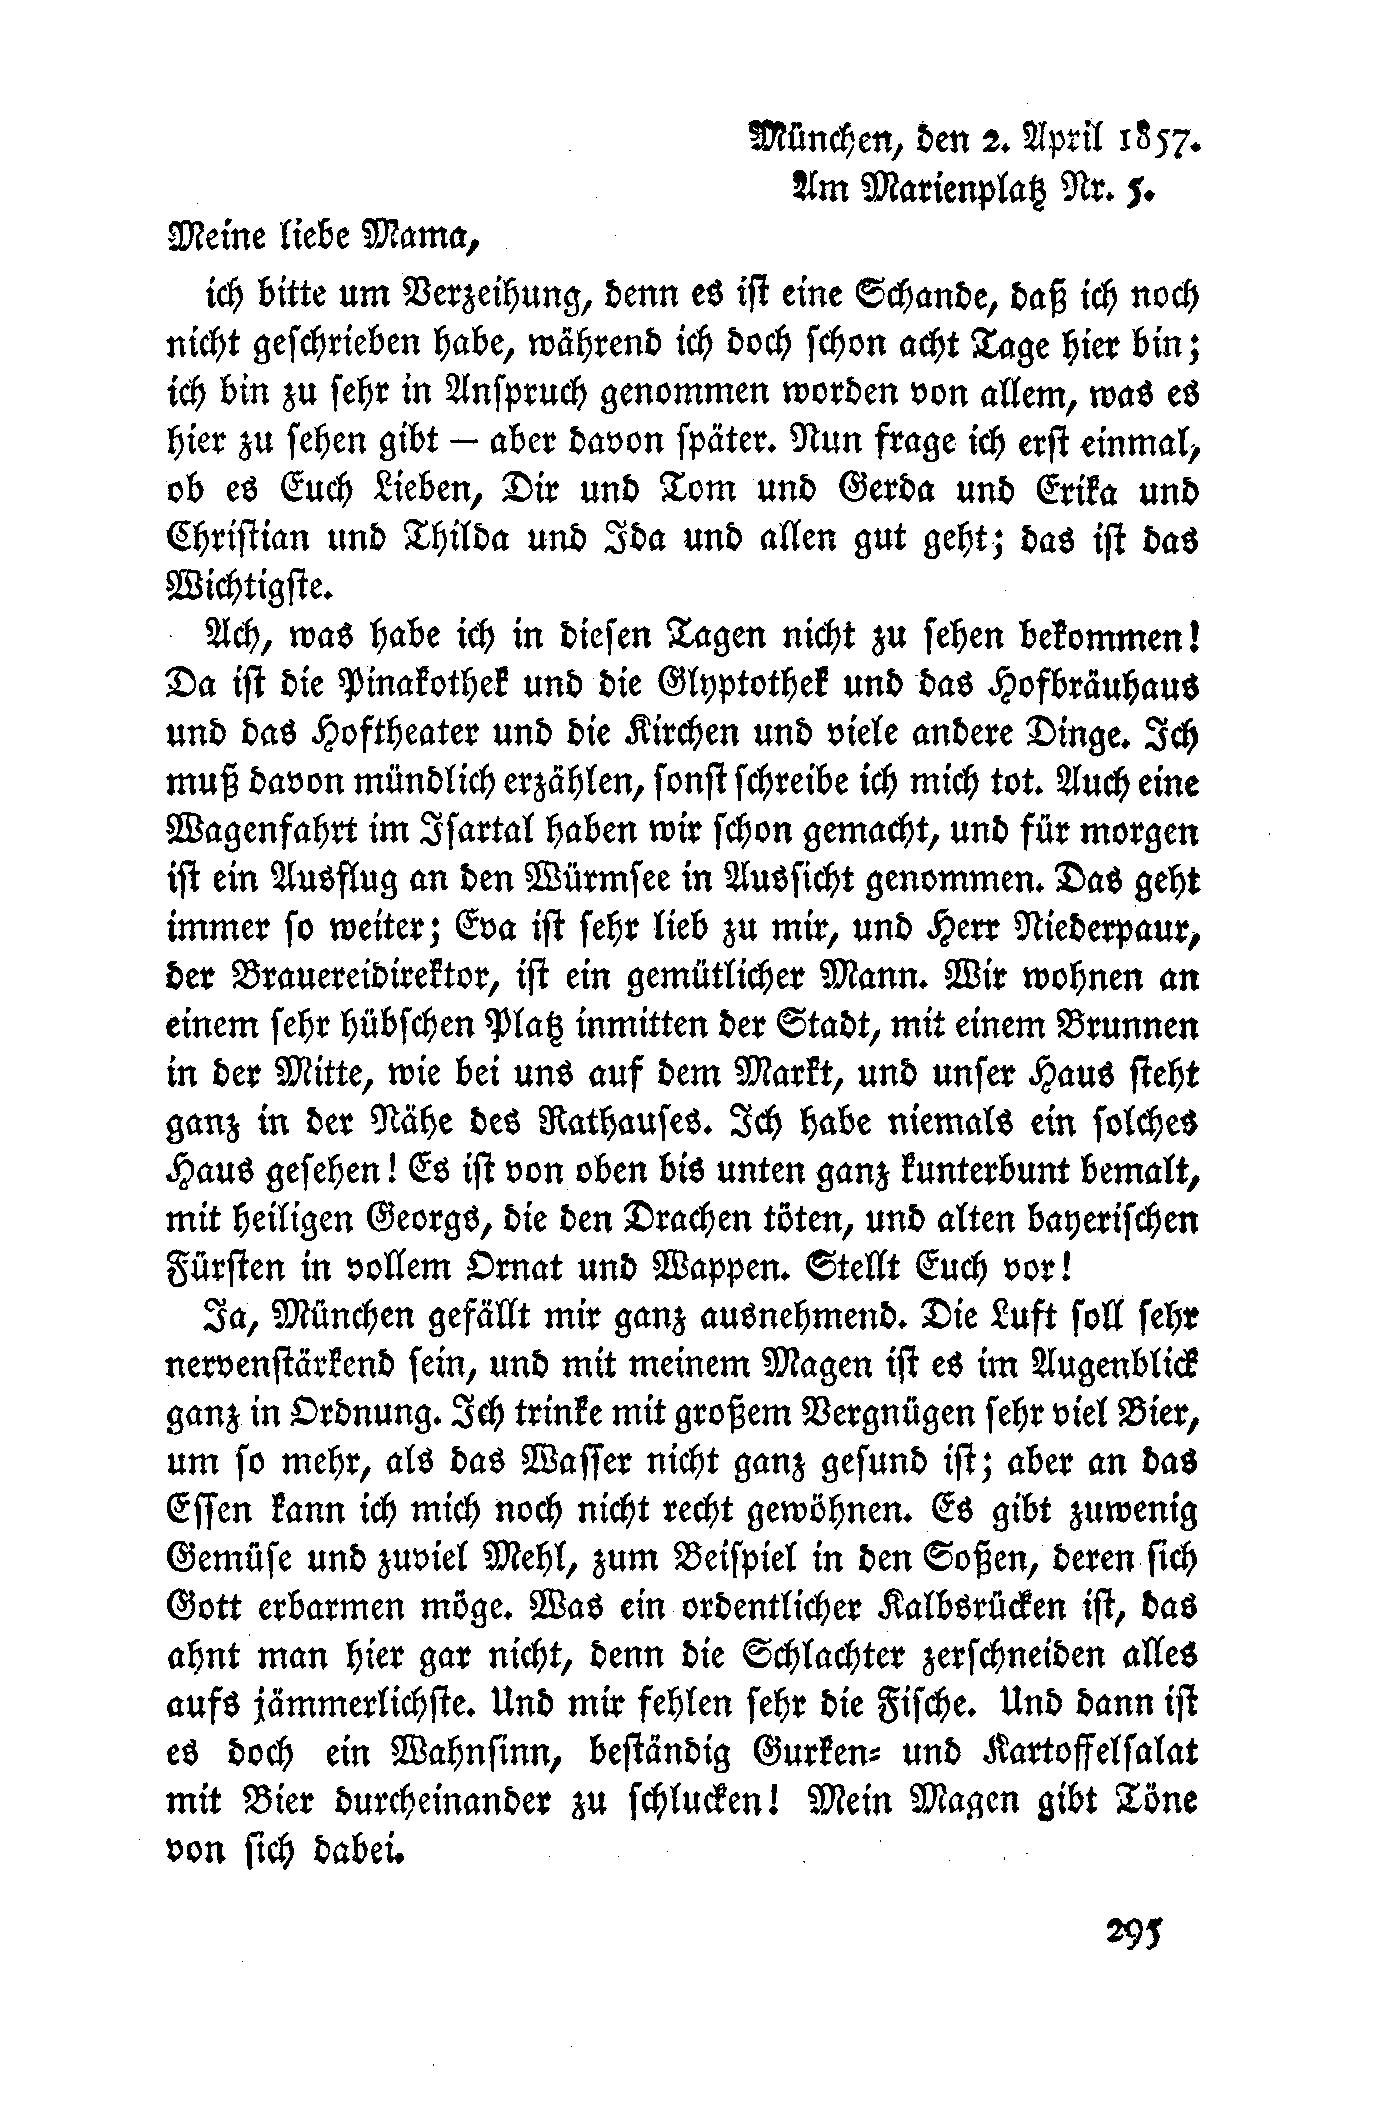 München, den 2. April 1857.
Am Marienplatz Nr. 5.
Meine liebe Mama,
ich bitte um Verzeihung, denn es ist eine Schande, daß ich noch
nicht geschrieben habe, während ich doch schon acht Tage hier bin;
ich bin zu sehr in Anspruch genommen worden von allem, was es
hier zu sehen gibt — aber davon später. Nun frage ich erst einmal,
ob es Euch Lieben, Dir und Tom und Gerda und Erika und
Christian und Thilda und Ida und allen gut geht; das ist das
Wichtigste.
Ach, was habe ich in diesen Tagen nicht zu sehen bekommen!
Da ist die Pinakothek und die Glyptothek und das Hofbräuhaus
und das Hoftheater und die Kirchen und viele andere Dinge. Ich
muß davon mündlich erzählen, sonst schreibe ich mich tot. Auch eine
Wagenfahrt im Isartal haben wir schon gemacht, und für morgen
ist ein Ausflug an den Würmsee in Aussicht genommen. Das geht
immer so weiter; Eva ist sehr lieb zu mir, und Herr Niederpaur,
der Brauereidirektor, ist ein gemütlicher Mann. Wir wohnen an
einem sehr hübschen Platz inmitten der Stadt, mit einem Brunnen
in der Mitte, wie bei uns auf dem Markt, und unser Haus steht
ganz in der Nähe des Rathauses. Ich habe niemals ein solches
Haus gesehen! Es ist von oben bis unten ganz kunterbunt bemalt,
mit heiligen Georgs, die den Drachen töten, und alten bayerischen
Fürsten in vollem Ornat und Wappen. Stellt Euch vor!
Ja, München gefällt mir ganz ausnehmend. Die Luft soll sehr
nervenstärkend sein, und mit meinem Magen ist es im Augenblick
ganz in Ordnung. Ich trinke mit großem Vergnügen sehr viel Bier,
um so mehr, als das Wasser nicht ganz gesund ist; aber an das
Essen kann ich mich noch nicht recht gewöhnen. Es gibt zuwenig
Gemüse und zuviel Mehl, zum Beispiel in den Soßen, deren sich
Gott erbarmen möge. Was ein ordentlicher Kalbsrücken ist, das
ahnt man hier gar nicht, denn die Schlachter zerschneiden alles
aufs jämmerlichste. Und mir fehlen sehr die Fische. Und dann ist
es doch ein Wahnsinn, beständig Gurken- und Kartoffelsalat
mit Bier durcheinander zu schlucken! Mein Magen gibt Töne
von sich dabei.
295